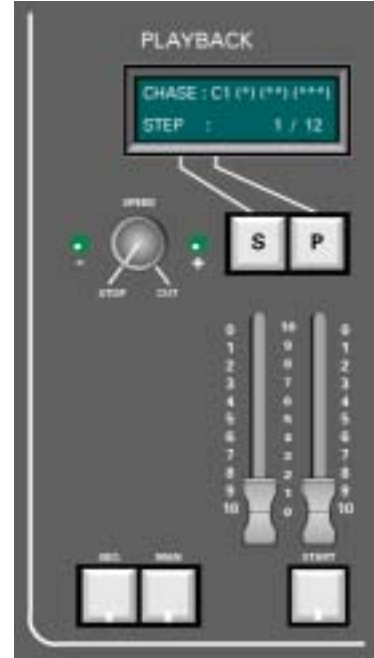 PLAYBACK
CHASE : C1 (*) (**) (***)
STEP : 1 / 12
SPEED
S P
- +
STOP CUT
0 10 0
1 9 1
2 8 2
3 7 3
4 6 4
5 5 5
6 4 6
7 3 7
8 2 8
9 1 9
10 0 10
REC MAN START